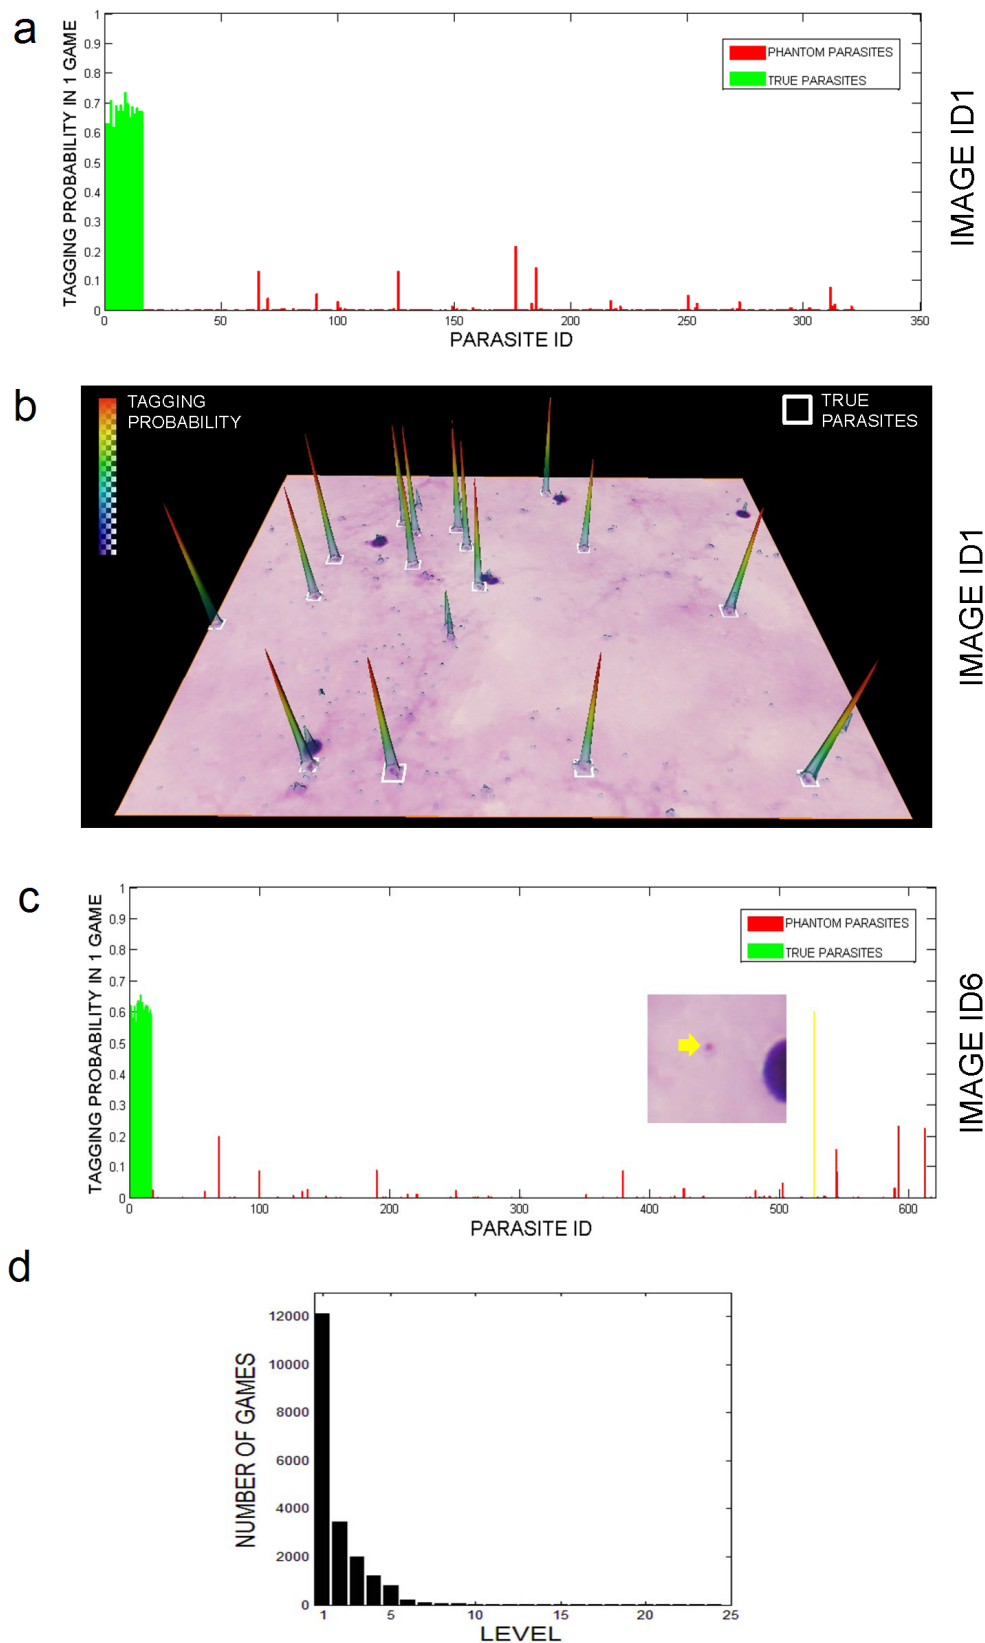 a
TAGGING PROBABILITY IN 1 GAME
1
0.9
0.8
0.7
0.6
0.5
0.4
0.3
0.2
0.1
0
PHANTOM PARASITES
TRUE PARASITES
0 50 100 150 200 250 300 350
PARASITE ID
IMAGE ID1
b
TAGGING
PROBABILITY
TRUE
PARASITES
IMAGE ID1
c
TAGGING PROBABILITY IN 1 GAME
1
0.9
0.8
0.7
0.6
0.5
0.4
0.3
0.2
0.1
0
PHANTOM PARASITES
TRUE PARASITES
0 100 200 300 400 500 600
PARASITE ID
IMAGE ID6
d
NUMBER OF GAMES
12000
10000
8000
6000
4000
2000
0
1 5 10 15 20 25
LEVEL